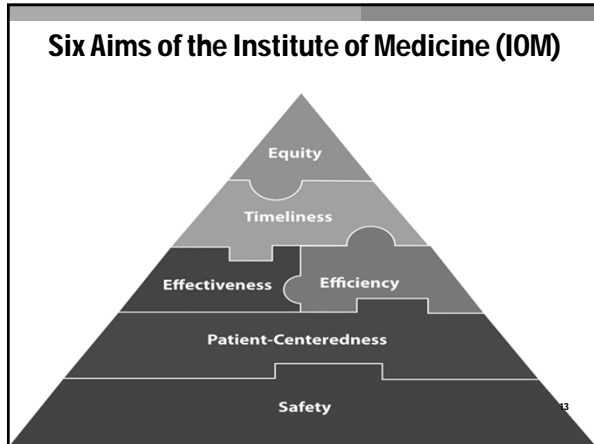 Six Aims of the Institute of Medicine (IOM)
Equity
Timeliness
Effectiveness
Efficiency
Patient-Centeredness
Safety
13